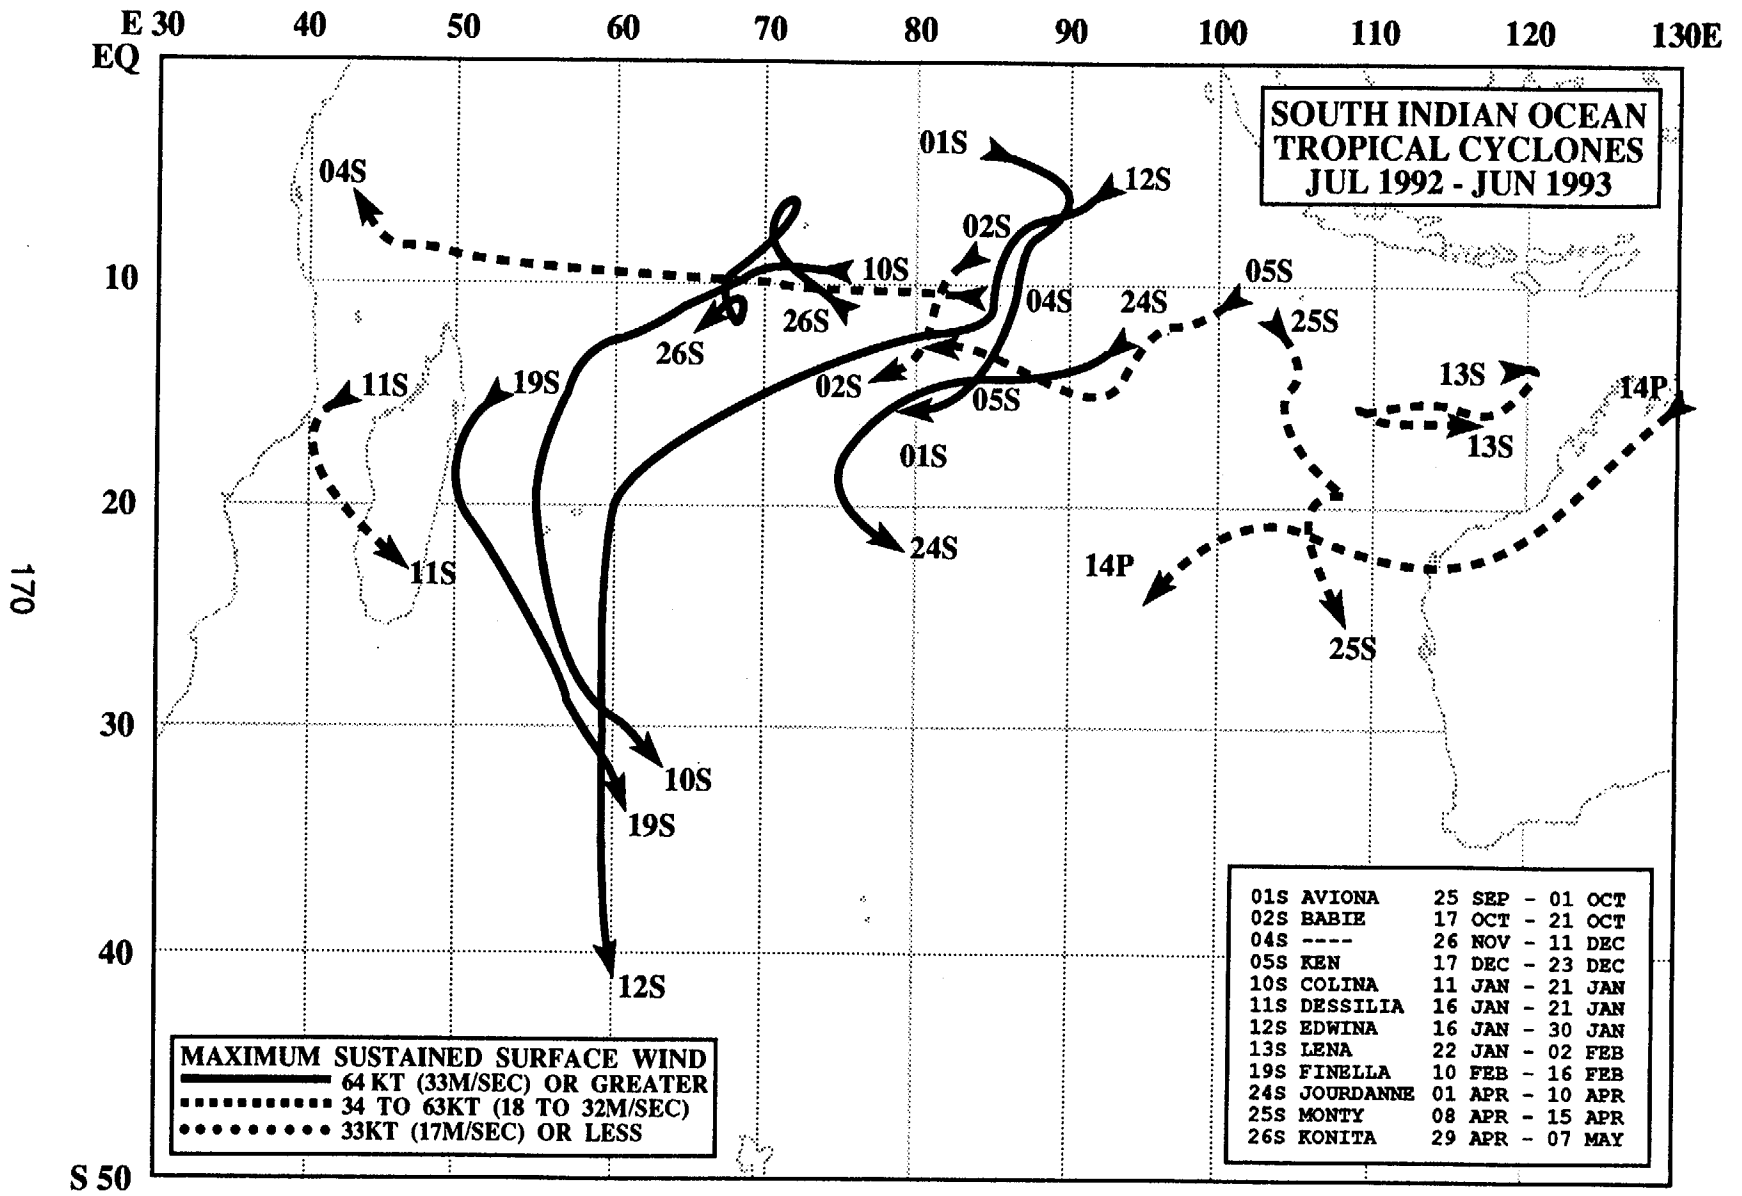 E 30 40 50 60 70 80 90 100 110 120 130E
EQ
SOUTH INDIAN OCEAN
TROPICAL CYCLONES
JUL 1992 - JUN 1993
01S
04S
12S
02S
10
10S
05S
04S
24S
26S
25S
26S
13S
02S
11S
19S
14P
05S
13S
01S
20
24S
14P
11S
170
25S
30
10S
19S
40
12S
01S AVIONA 25 SEP - 01 OCT
02S BABIE 17 OCT - 21 OCT
04S ---- 26 NOV - 11 DEC
05S KEN 17 DEC - 23 DEC
10S COLINA 11 JAN - 21 JAN
11S DESSILIA 16 JAN - 21 JAN
12S EDWINA 16 JAN - 30 JAN
13S LENA 22 JAN - 02 FEB
19S FINELLA 10 FEB - 16 FEB
24S JOURDANNE 01 APR - 10 APR
25S MONTY 08 APR - 15 APR
26S KONITA 29 APR - 07 MAY
MAXIMUM SUSTAINED SURFACE WIND
64 KT (33M/SEC) OR GREATER
34 TO 63KT (18 TO 32M/SEC)
33KT (17M/SEC) OR LESS
S 50